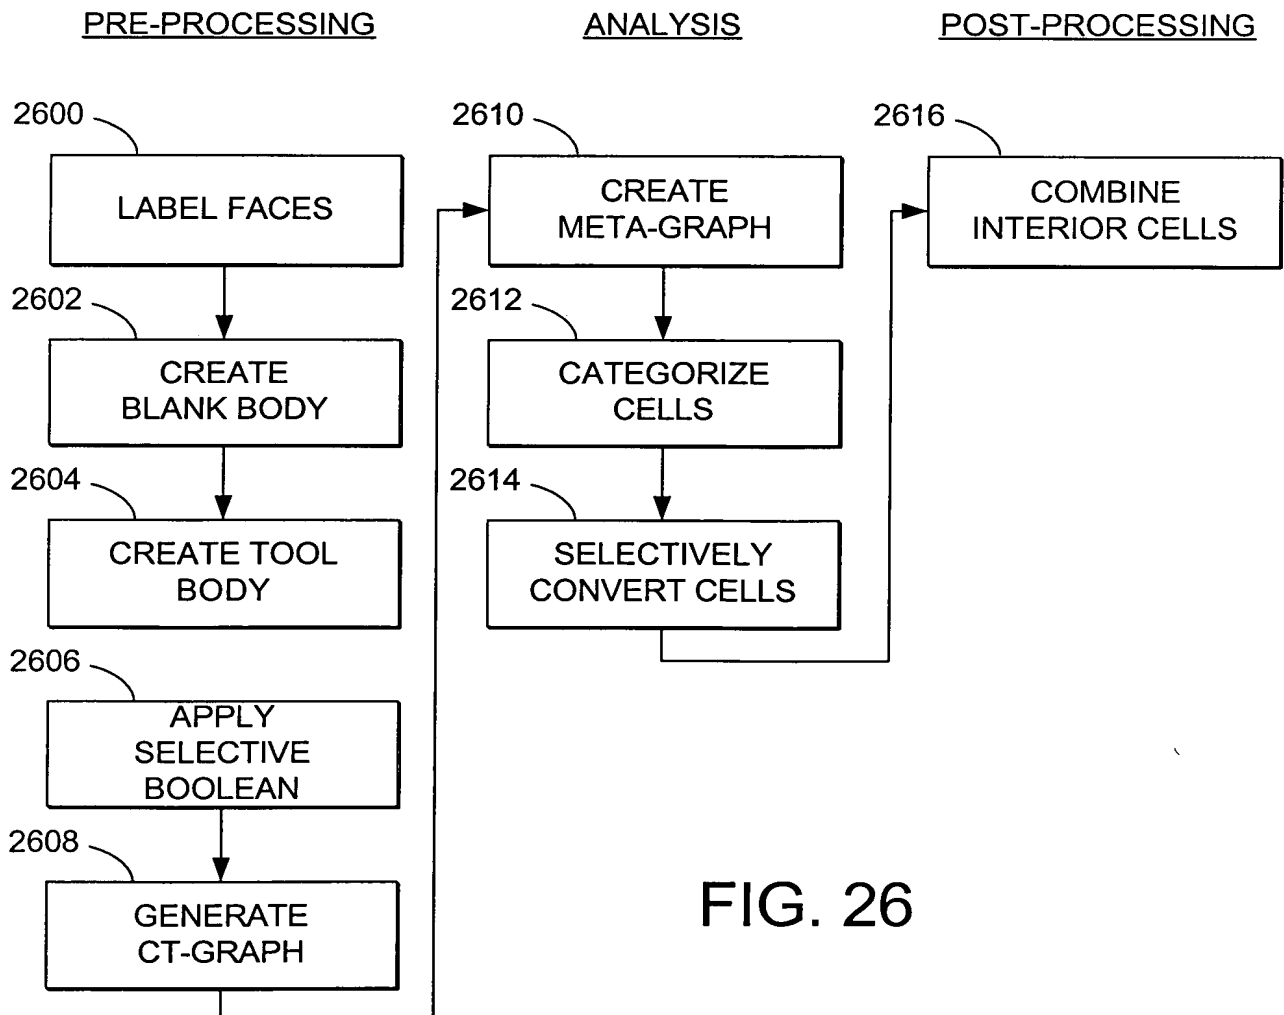 PRE-PROCESSING
2600
LABEL FACES
2602
CREATE
BLANK BODY
2604
CREATE TOOL
BODY
2606
APPLY
SELECTIVE
BOOLEAN
2608
GENERATE
CT-GRAPH
ANALYSIS
2610
CREATE
META-GRAPH
2612
CATEGORIZE
CELLS
2614
SELECTIVELY
CONVERT CELLS
POST-PROCESSING
2616
COMBINE
INTERIOR CELLS
FIG. 26